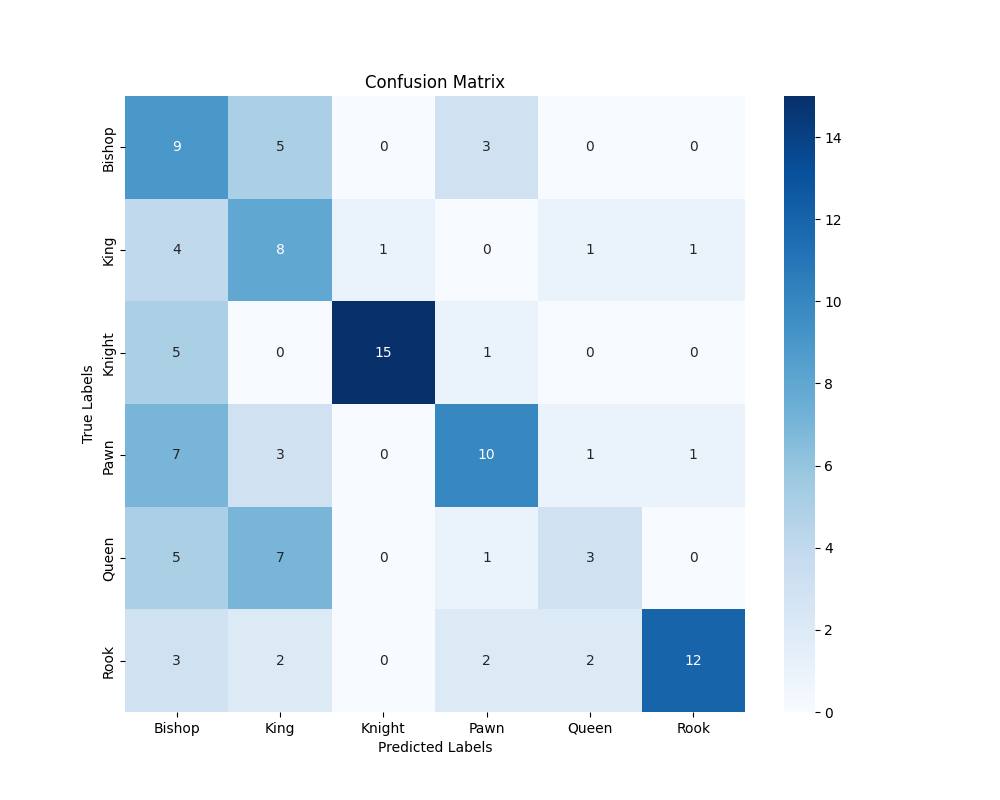 Confusion Matrix
True Labels
Bishop 9 5 0 3 0 0
King 4 8 1 0 1 1
Knight 5 0 15 1 0 0
Pawn 7 3 0 10 1 1
Queen 5 7 0 1 3 0
Rook 3 2 0 2 2 12
Bishop King Knight Pawn Queen Rook
Predicted Labels
14
12
10
8
6
4
2
0